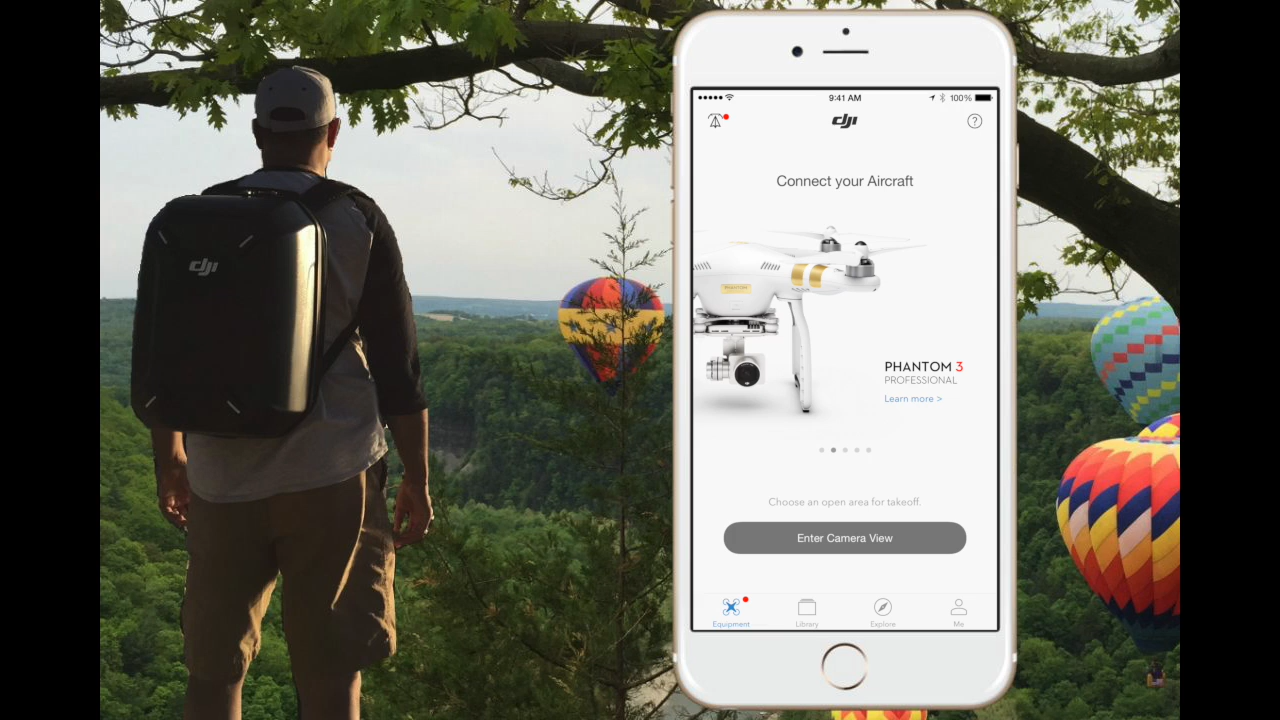 dji
9:41 AM
100%
dji
?
Connect your Aircraft
PHANTOM
PHANTOM 3
PROFESSIONAL
Learn more >
Choose an open area for takeoff.
Enter Camera View
Equipment
Library
Explore
Me